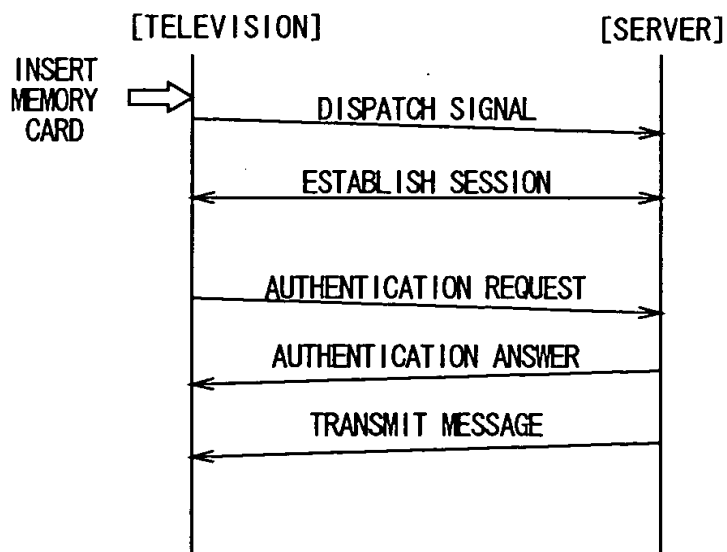 [TELEVISION]
[SERVER]
INSERT
MEMORY
CARD
DISPATCH SIGNAL
ESTABLISH SESSION
AUTHENTICATION REQUEST
AUTHENTICATION ANSWER
TRANSMIT MESSAGE